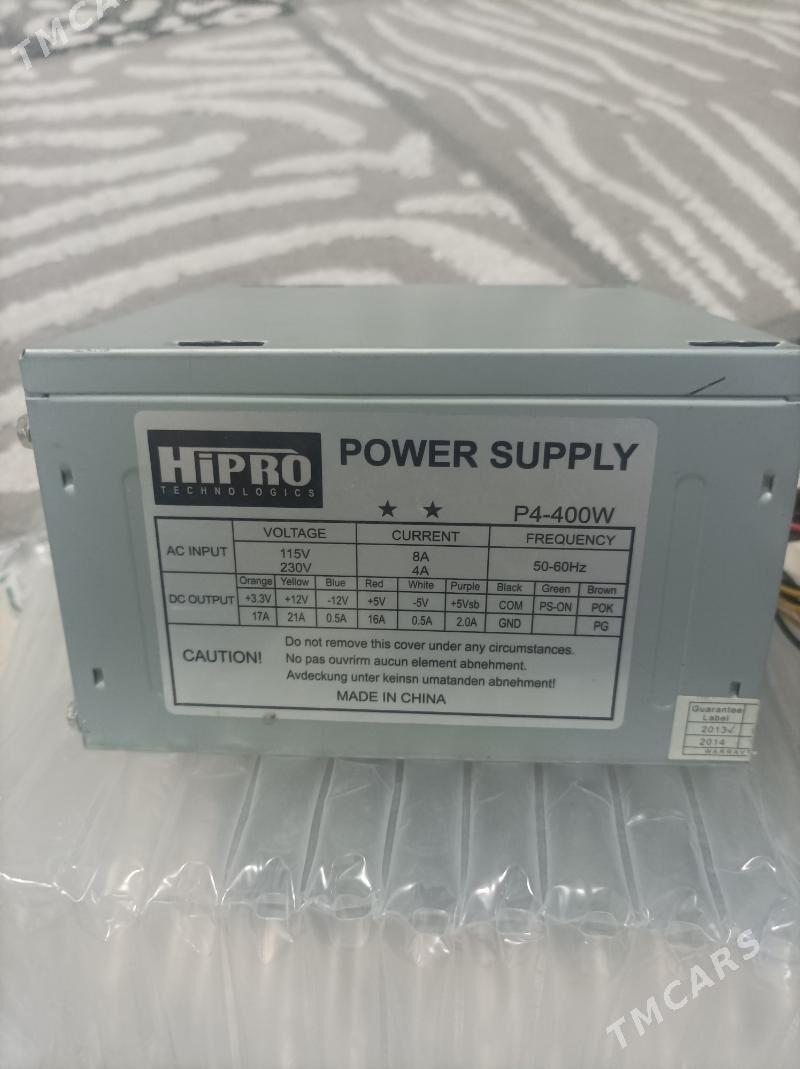 TMCARS
HiPRO
TECHNOLOGICS
POWER SUPPLY
★ ★ P4-400W
VOLTAGE CURRENT FREQUENCY
AC INPUT 115V 8A 50-60Hz
230V 4A
Orange Yellow Blue Red White Purple Black Green Brown
DC OUTPUT +3.3V +12V -12V +5V -5V +5Vsb COM PS-ON POK
17A 21A 0.5A 16A 0.5A 2.0A GND PG
CAUTION! Do not remove this cover under any circumstances.
No pas ouvrirm aucun element abnehment.
Avdeckung unter keinsn umatanden abnehment!
MADE IN CHINA
Guarantee
Label
2013✓
2014
TMCARS